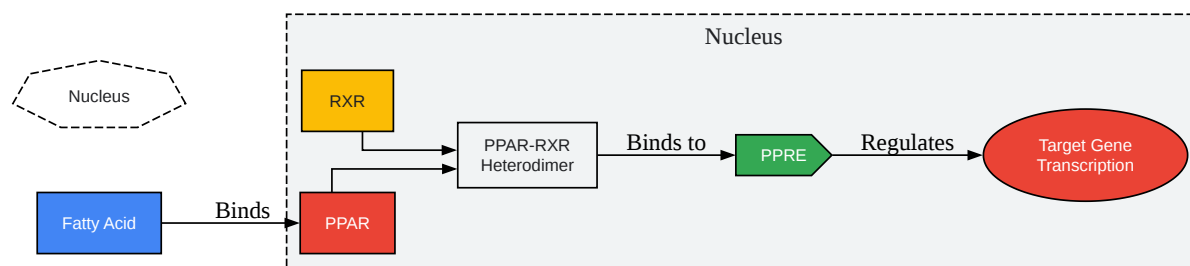 Nucleus
Nucleus
RXR
PPAR-RXR
Heterodimer
Binds to
PPRE
Regulates
Target Gene
Transcription
Fatty Acid
Binds
PPAR